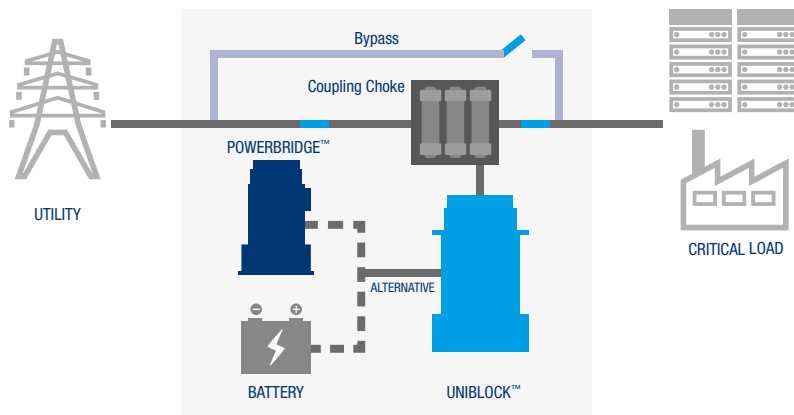 Bypass
Coupling Choke
POWERBRIDGE™
UTILITY
CRITICAL LOAD
ALTERNATIVE
BATTERY
UNIBLOCK™